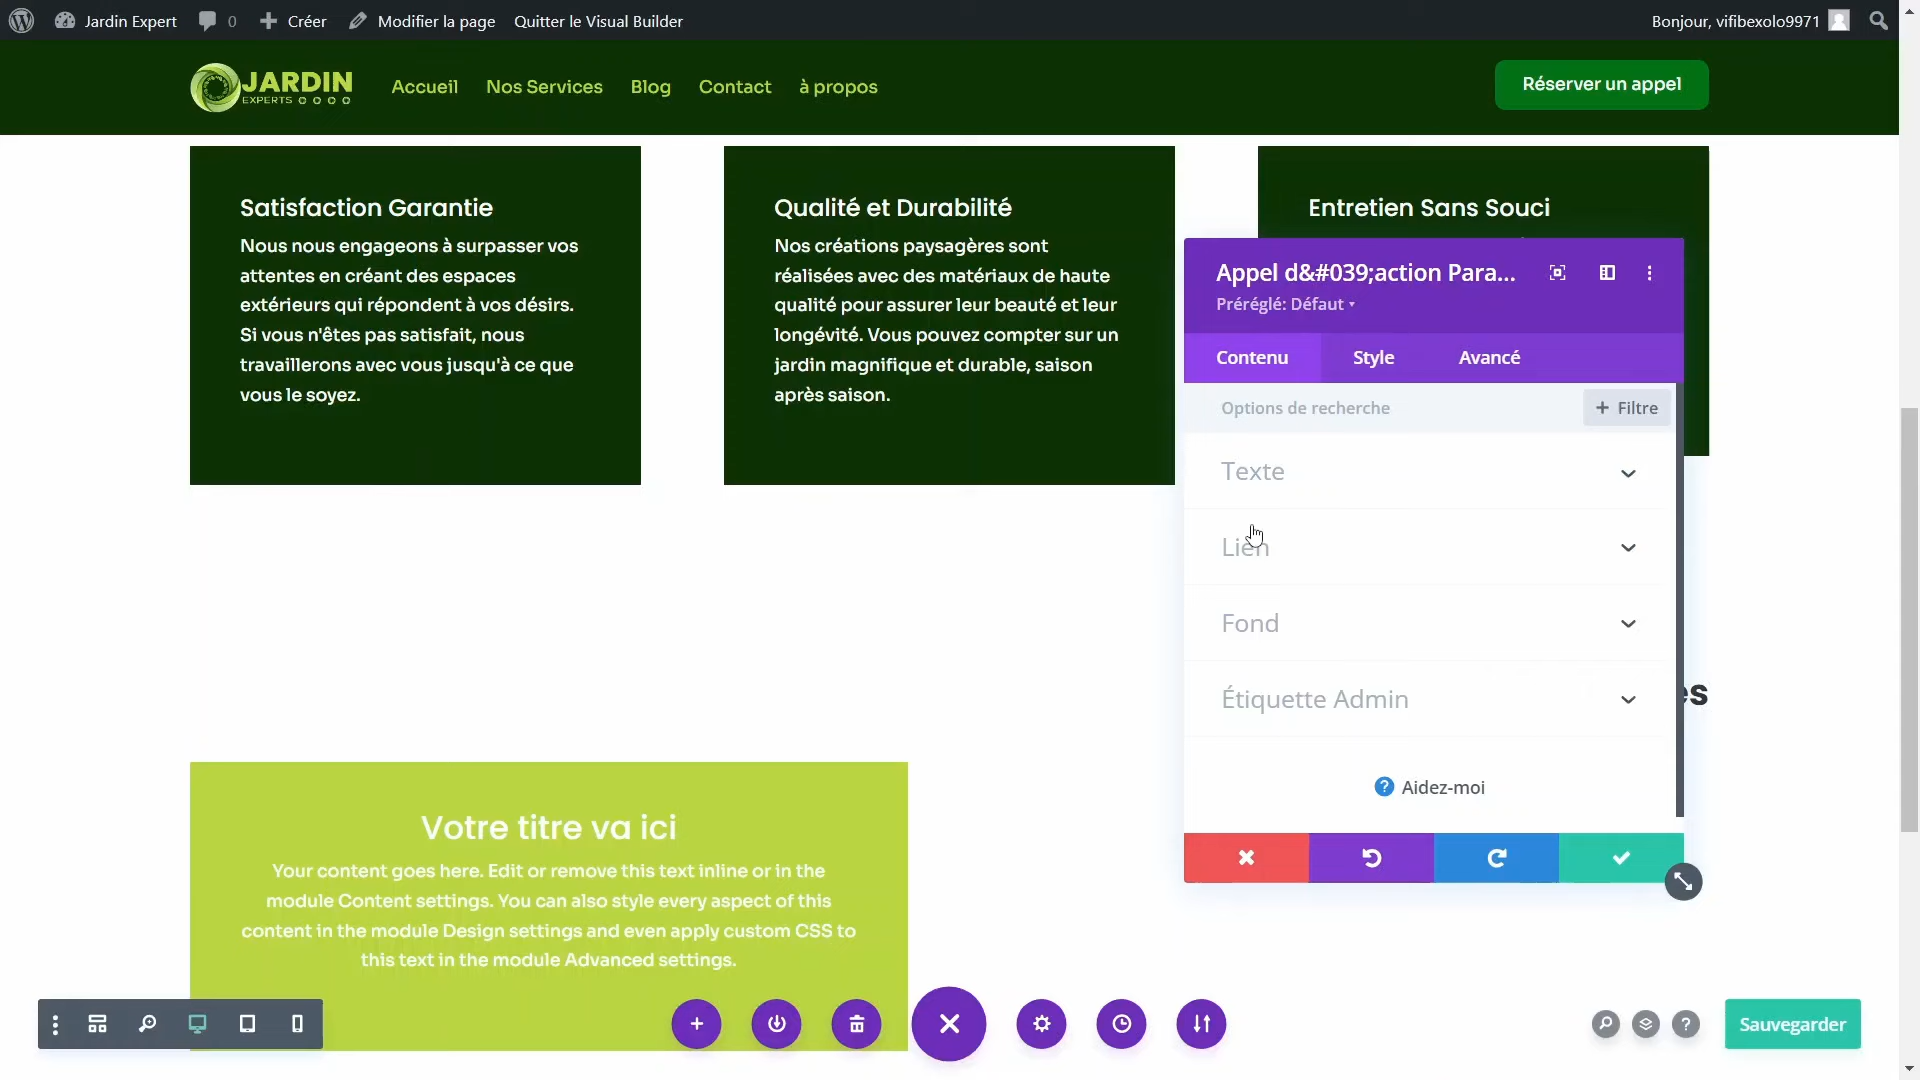 Jardin Expert
0
Créer
Modifier la page
Quitter le Visual Builder
Bonjour, vifibexolo9971
JARDIN
EXPERTS
Accueil
Nos Services
Blog
Contact
à propos
Réserver un appel
Satisfaction Garantie
Nous nous engageons à surpasser vos
attentes en créant des espaces
extérieurs qui répondent à vos désirs.
Si vous n'êtes pas satisfait, nous
travaillerons avec vous jusqu'à ce que
vous le soyez.
Qualité et Durabilité
Nos créations paysagères sont
réalisées avec des matériaux de haute
qualité pour assurer leur beauté et leur
longévité. Vous pouvez compter sur un
jardin magnifique et durable, saison
après saison.
Entretien Sans Souci
Appel d&#039;action Para...
Préréglé: Défaut
Contenu
Style
Avancé
Options de recherche
+ Filtre
Texte
Lien
Fond
Étiquette Admin
Aidez-moi
es
Votre titre va ici
Your content goes here. Edit or remove this text inline or in the
module Content settings. You can also style every aspect of this
content in the module Design settings and even apply custom CSS to
this text in the module Advanced settings.
Sauvegarder